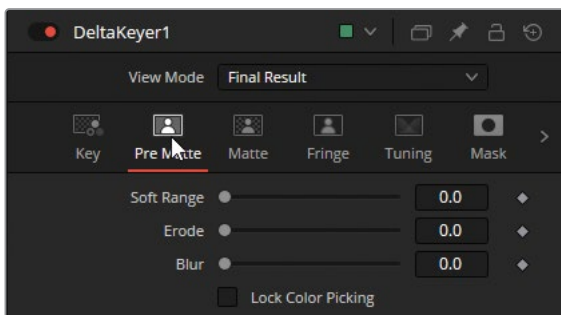 DeltaKeyer1
View Mode Final Result
Key Pre Matte Matte Fringe Tuning Mask
Soft Range 0.0
Erode 0.0
Blur 0.0
Lock Color Picking